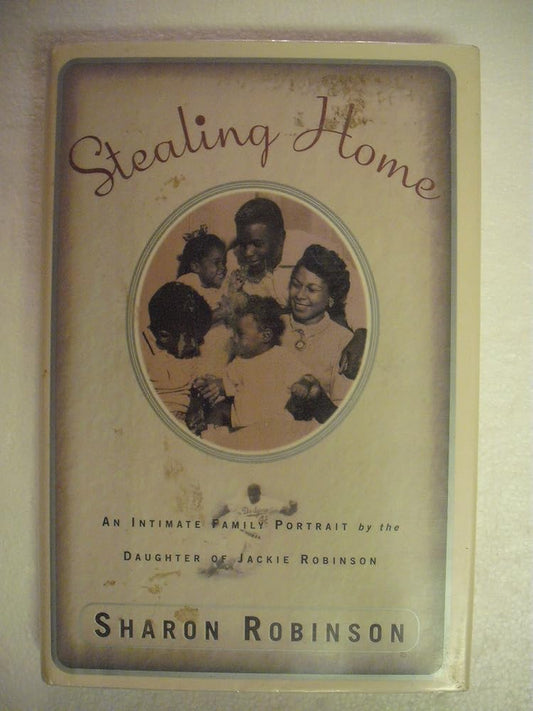 Stealing Home
AN INTIMATE FAMILY PORTRAIT by the
DAUGHTER OF JACKIE ROBINSON
SHARON ROBINSON